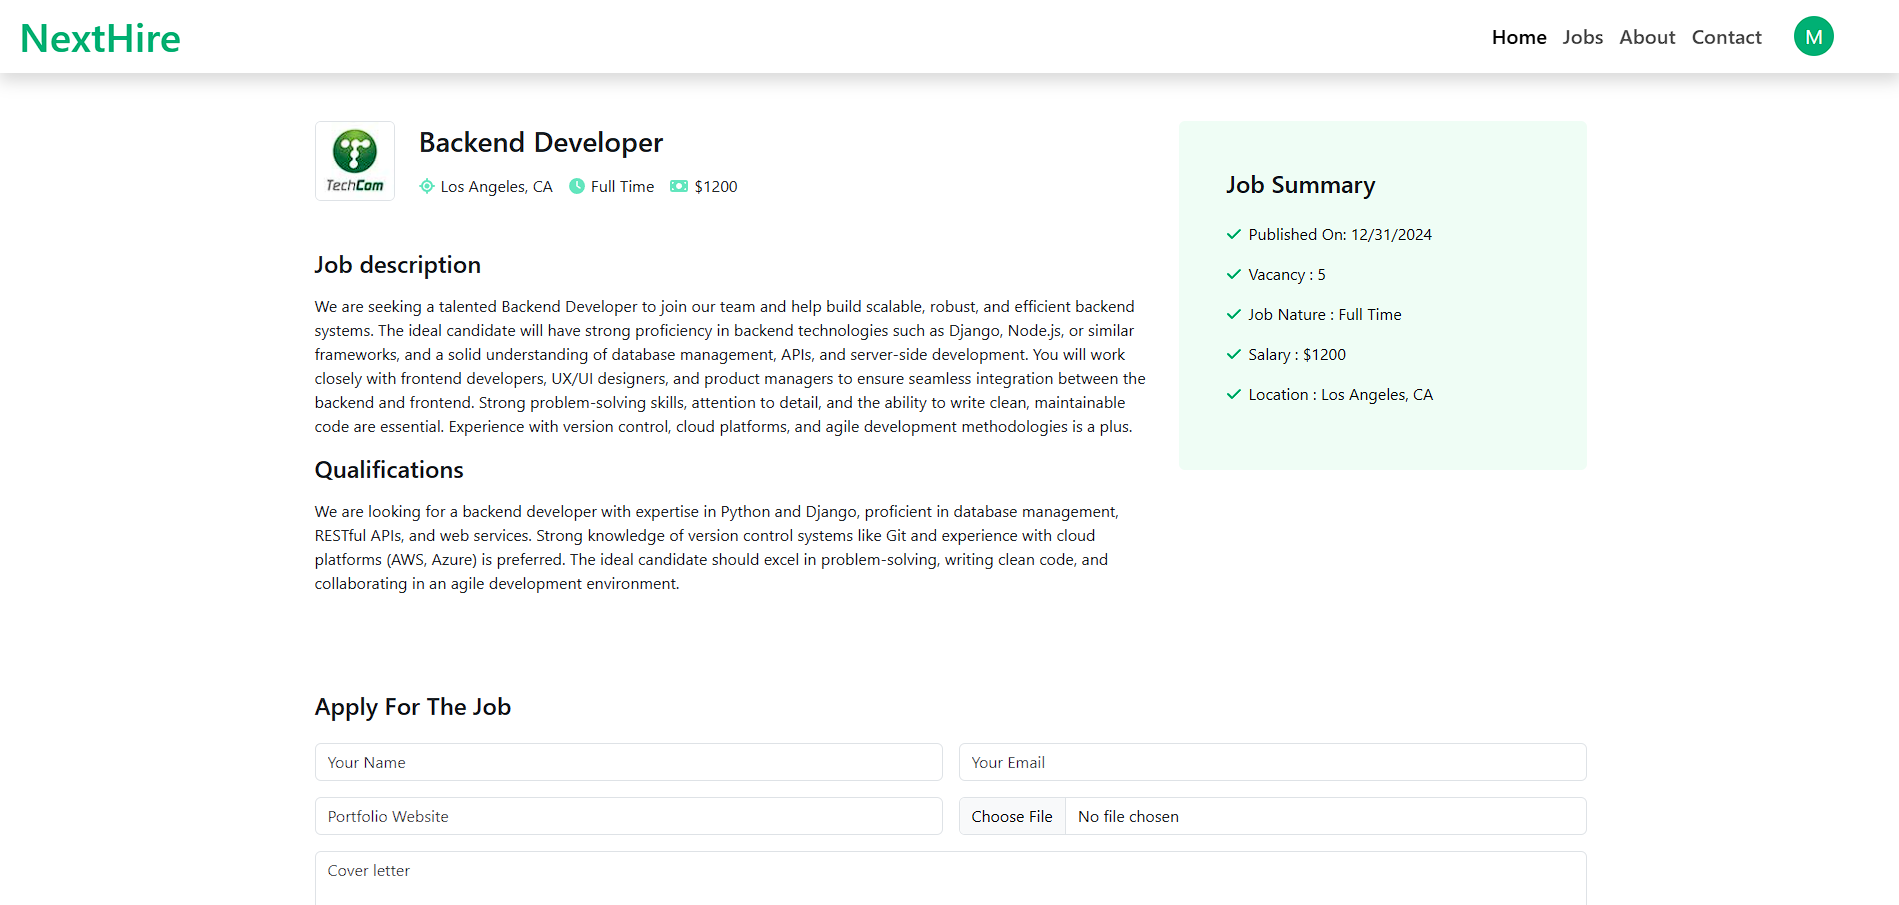 NextHire
Home Jobs About Contact M
TechCom
Backend Developer
Los Angeles, CA Full Time $1200
Job description
We are seeking a talented Backend Developer to join our team and help build scalable, robust, and efficient backend
systems. The ideal candidate will have strong proficiency in backend technologies such as Django, Node.js, or similar
frameworks, and a solid understanding of database management, APIs, and server-side development. You will work
closely with frontend developers, UX/UI designers, and product managers to ensure seamless integration between the
backend and frontend. Strong problem-solving skills, attention to detail, and the ability to write clean, maintainable
code are essential. Experience with version control, cloud platforms, and agile development methodologies is a plus.
Qualifications
We are looking for a backend developer with expertise in Python and Django, proficient in database management,
RESTful APIs, and web services. Strong knowledge of version control systems like Git and experience with cloud
platforms (AWS, Azure) is preferred. The ideal candidate should excel in problem-solving, writing clean code, and
collaborating in an agile development environment.
Job Summary
Published On: 12/31/2024
Vacancy : 5
Job Nature : Full Time
Salary : $1200
Location : Los Angeles, CA
Apply For The Job
Your Name
Your Email
Portfolio Website
Choose File No file chosen
Cover letter